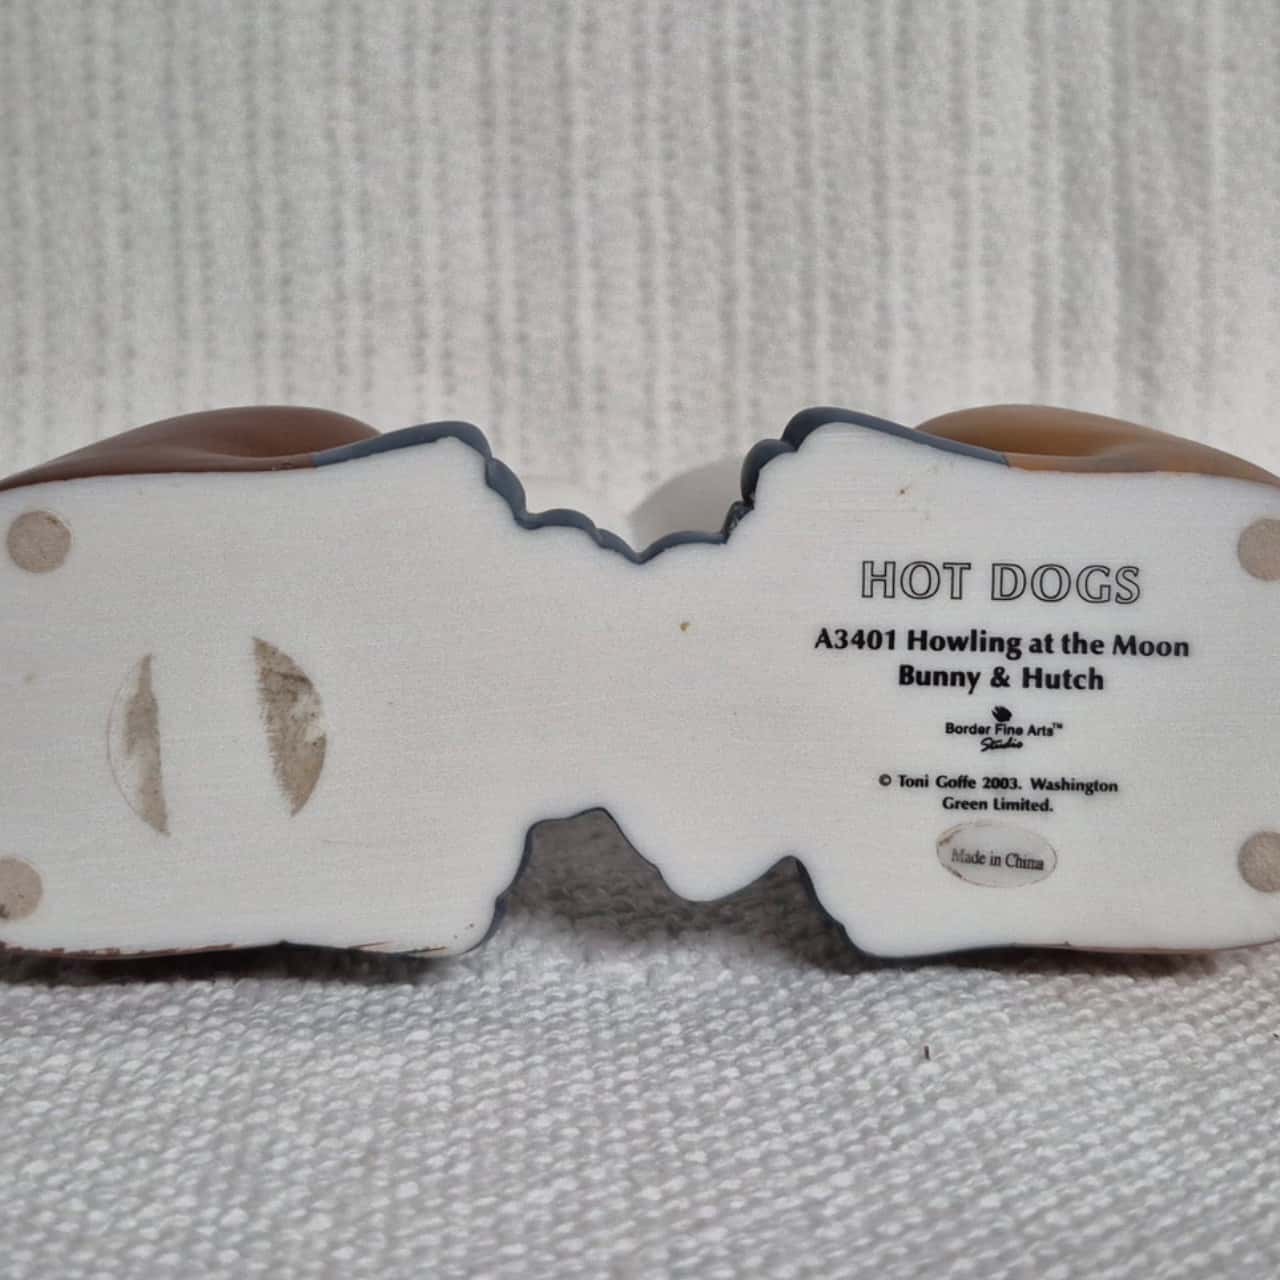 HOT DOGS
A3401 Howling at the Moon
Bunny & Hutch
Border Fine Arts™
Studio
© Toni Goffe 2003. Washington
Green Limited.
Made in China